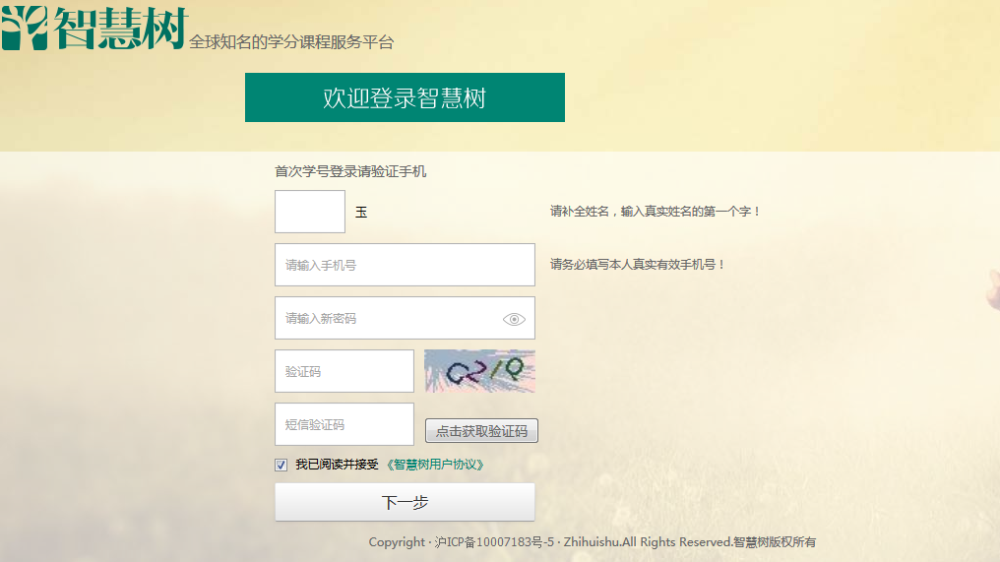 智慧树 全球知名的学分课程服务平台
欢迎登录智慧树
首次学号登录请验证手机
玉 请补全姓名，输入真实姓名的第一个字！
请输入手机号 请务必填写本人真实有效手机号！
请输入新密码
验证码
短信验证码 点击获取验证码
我已阅读并接受《智慧树用户协议》
下一步
Copyright · 沪ICP备10007183号-5 · Zhihuishu.All Rights Reserved.智慧树版权所有